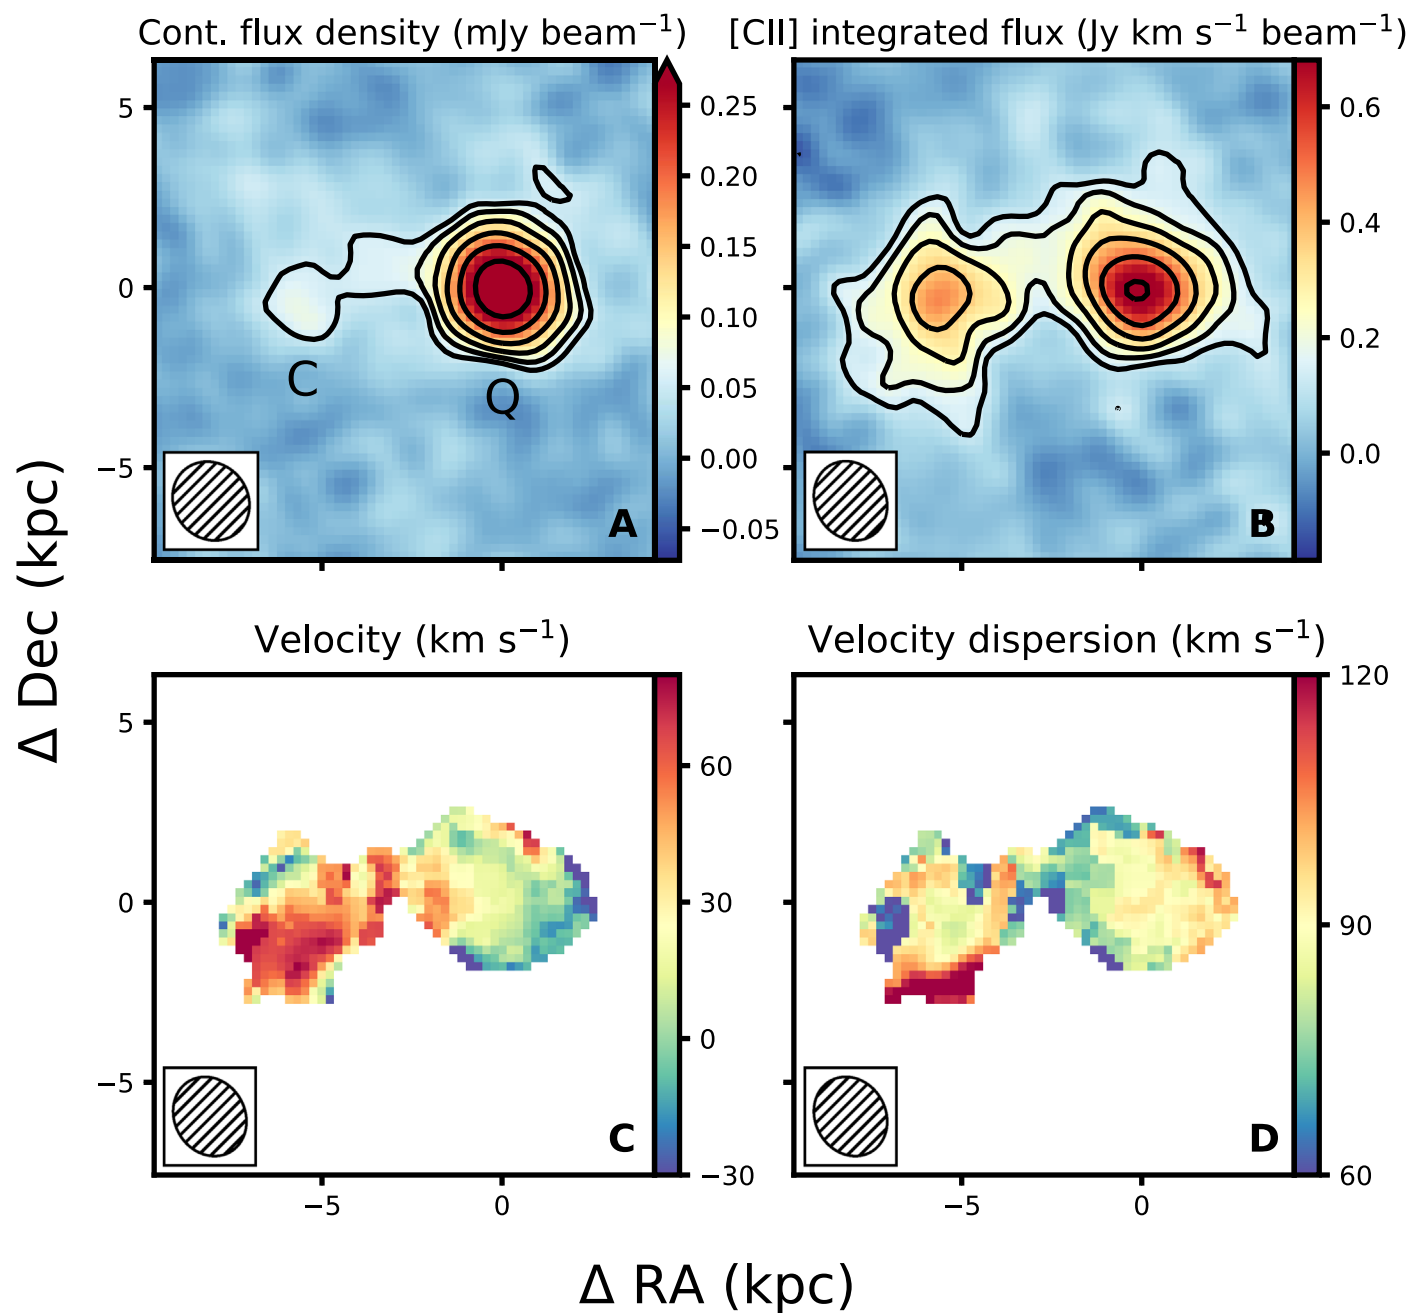 Cont. flux density (mJy beam⁻¹)
[CII] integrated flux (Jy km s⁻¹ beam⁻¹)
5
0
−5
C
Q
A
0.25
0.20
0.15
0.10
0.05
0.00
−0.05
B
0.6
0.4
0.2
0.0
Δ Dec (kpc)
Velocity (km s⁻¹)
Velocity dispersion (km s⁻¹)
5
0
−5
C
60
30
0
−30
D
120
90
60
−5
0
−5
0
Δ RA (kpc)